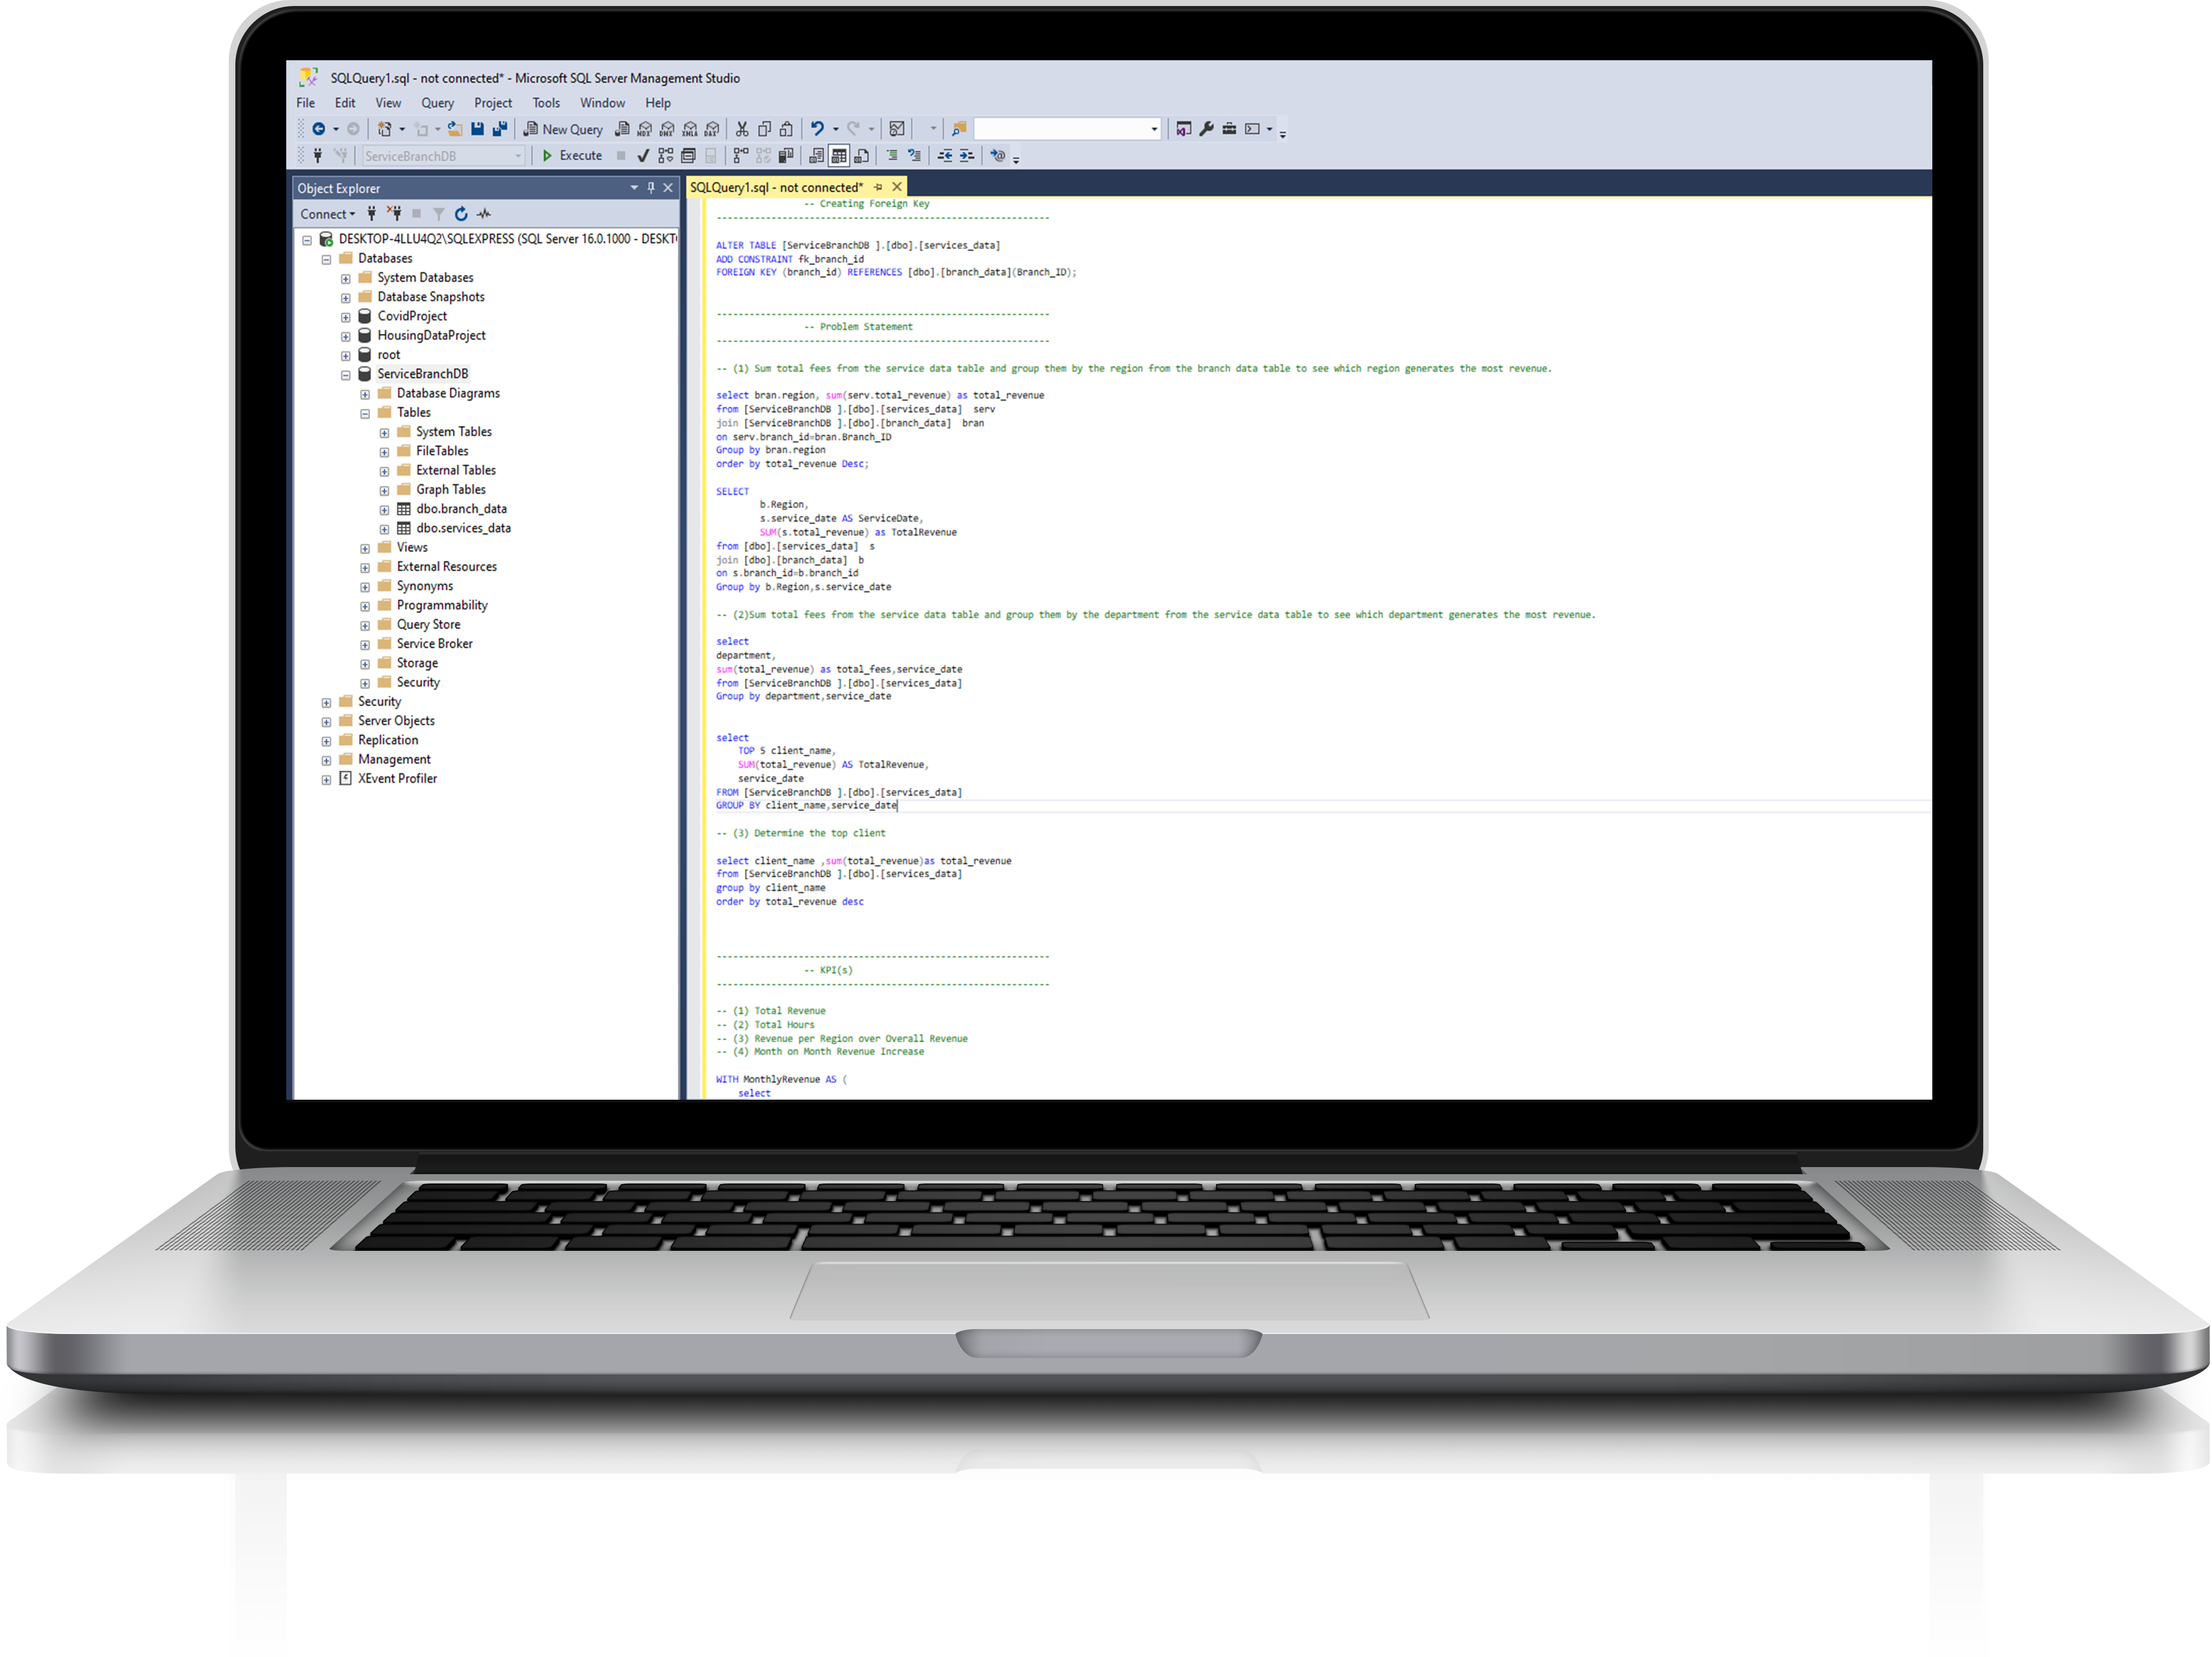 SQLQuery1.sql - not connected* - Microsoft SQL Server Management Studio
File Edit View Query Project Tools Window Help
New Query MDX DMX XMLA DAX
ServiceBranchDB Execute
Object Explorer
Connect
DESKTOP-4LLU4Q2\SQLEXPRESS (SQL Server 16.0.1000 - DESKT
Databases
System Databases
Database Snapshots
CovidProject
HousingDataProject
root
ServiceBranchDB
Database Diagrams
Tables
System Tables
FileTables
External Tables
Graph Tables
dbo.branch_data
dbo.services_data
Views
External Resources
Synonyms
Programmability
Query Store
Service Broker
Storage
Security
Security
Server Objects
Replication
Management
XEvent Profiler
SQLQuery1.sql - not connected*
-- Creating Foreign Key
-------------------------------------------------------------
ALTER TABLE [ServiceBranchDB ].[dbo].[services_data]
ADD CONSTRAINT fk_branch_id
FOREIGN KEY (branch_id) REFERENCES [dbo].[branch_data](Branch_ID);
-------------------------------------------------------------
-- Problem Statement
-------------------------------------------------------------
-- (1) Sum total fees from the service data table and group them by the region from the branch data table to see which region generates the most revenue.
select bran.region, sum(serv.total_revenue) as total_revenue
from [ServiceBranchDB ].[dbo].[services_data] serv
join [ServiceBranchDB ].[dbo].[branch_data] bran
on serv.branch_id=bran.Branch_ID
Group by bran.region
order by total_revenue Desc;
SELECT
b.Region,
s.service_date AS ServiceDate,
SUM(s.total_revenue) as TotalRevenue
from [dbo].[services_data] s
join [dbo].[branch_data] b
on s.branch_id=b.branch_id
Group by b.Region,s.service_date
-- (2)Sum total fees from the service data table and group them by the department from the service data table to see which department generates the most revenue.
select
department,
sum(total_revenue) as total_fees,service_date
from [ServiceBranchDB ].[dbo].[services_data]
Group by department,service_date
select
TOP 5 client_name,
SUM(total_revenue) AS TotalRevenue,
service_date
FROM [ServiceBranchDB ].[dbo].[services_data]
GROUP BY client_name,service_date
-- (3) Determine the top client
select client_name ,sum(total_revenue)as total_revenue
from [ServiceBranchDB ].[dbo].[services_data]
group by client_name
order by total_revenue desc
-------------------------------------------------------------
-- KPI(s)
-------------------------------------------------------------
-- (1) Total Revenue
-- (2) Total Hours
-- (3) Revenue per Region over Overall Revenue
-- (4) Month on Month Revenue Increase
WITH MonthlyRevenue AS (
select